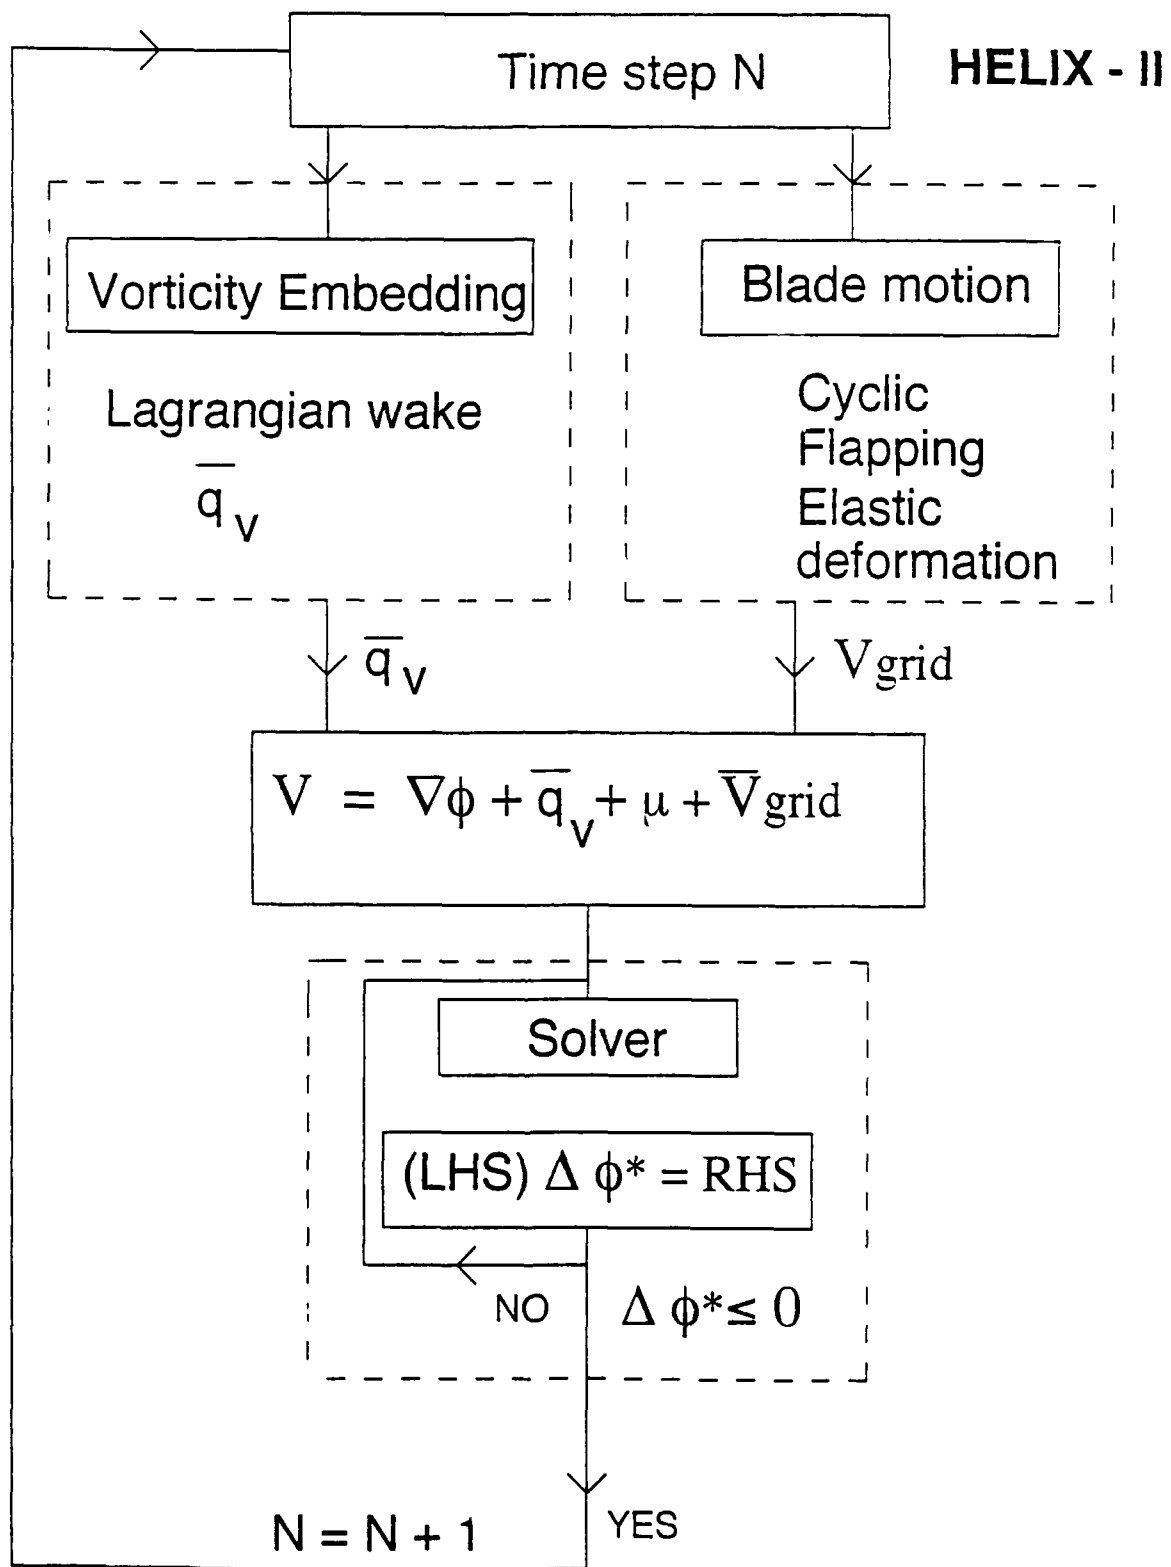 Time step N
HELIX - II
Vorticity Embedding
Lagrangian wake
q̅ᵥ
Blade motion
Cyclic
Flapping
Elastic
deformation
q̅ᵥ
Vgrid
V = ∇ϕ + q̅ᵥ + μ + V̅grid
Solver
(LHS) Δ ϕ* = RHS
NO
Δ ϕ* ≤ 0
YES
N = N + 1